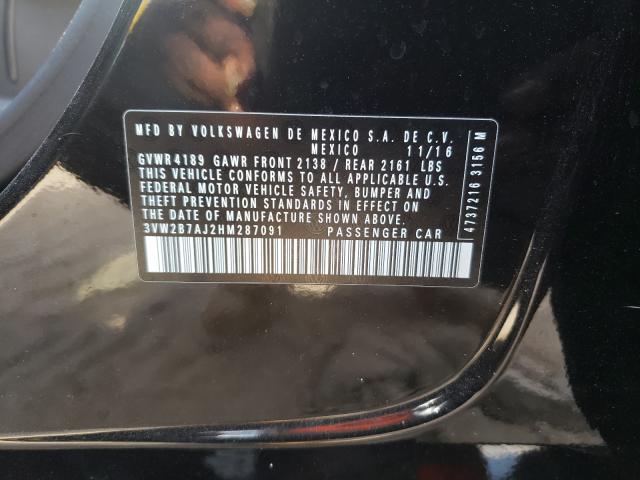 MFD BY VOLKSWAGEN DE MEXICO S.A. DE C.V.
MEXICO 11/16
GVWR4189 GAWR FRONT 2138 / REAR 2161 LBS
THIS VEHICLE CONFORMS TO ALL APPLICABLE U.S.
FEDERAL MOTOR VEHICLE SAFETY, BUMPER AND
THEFT PREVENTION STANDARDS IN EFFECT ON
THE DATE OF MANUFACTURE SHOWN ABOVE.
3VW2B7AJ2HM287091 PASSENGER CAR
4737216 3156 M